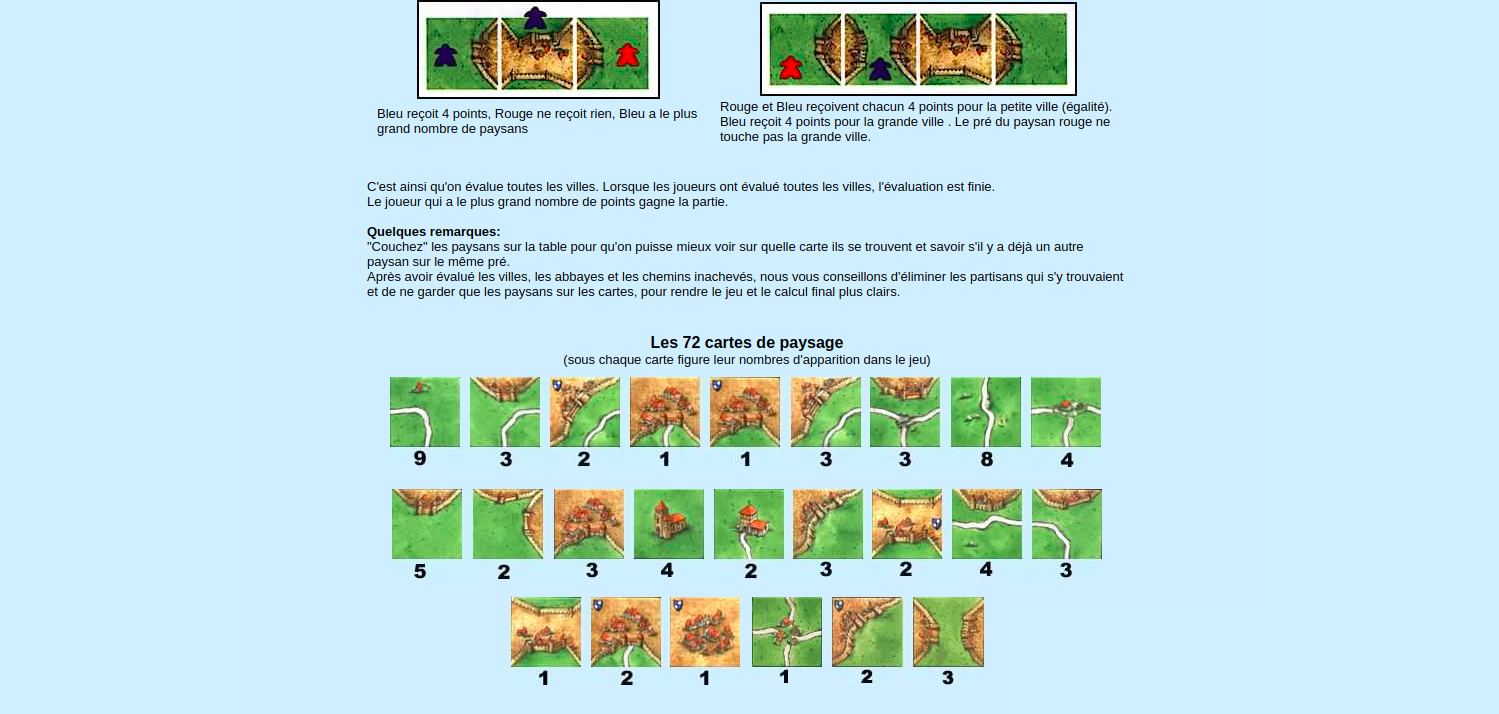 Bleu reçoit 4 points, Rouge ne reçoit rien, Bleu a le plus
grand nombre de paysans
Rouge et Bleu reçoivent chacun 4 points pour la petite ville (égalité).
Bleu reçoit 4 points pour la grande ville . Le pré du paysan rouge ne
touche pas la grande ville.
C'est ainsi qu'on évalue toutes les villes. Lorsque les joueurs ont évalué toutes les villes, l'évaluation est finie.
Le joueur qui a le plus grand nombre de points gagne la partie.
Quelques remarques:
"Couchez" les paysans sur la table pour qu'on puisse mieux voir sur quelle carte ils se trouvent et savoir s'il y a déjà un autre
paysan sur le même pré.
Après avoir évalué les villes, les abbayes et les chemins inachevés, nous vous conseillons d'éliminer les partisans qui s'y trouvaient
et de ne garder que les paysans sur les cartes, pour rendre le jeu et le calcul final plus clairs.
Les 72 cartes de paysage
(sous chaque carte figure leur nombres d'apparition dans le jeu)
9 3 2 1 1 3 3 8 4
5 2 3 4 2 3 2 4 3
1 2 1 1 2 3